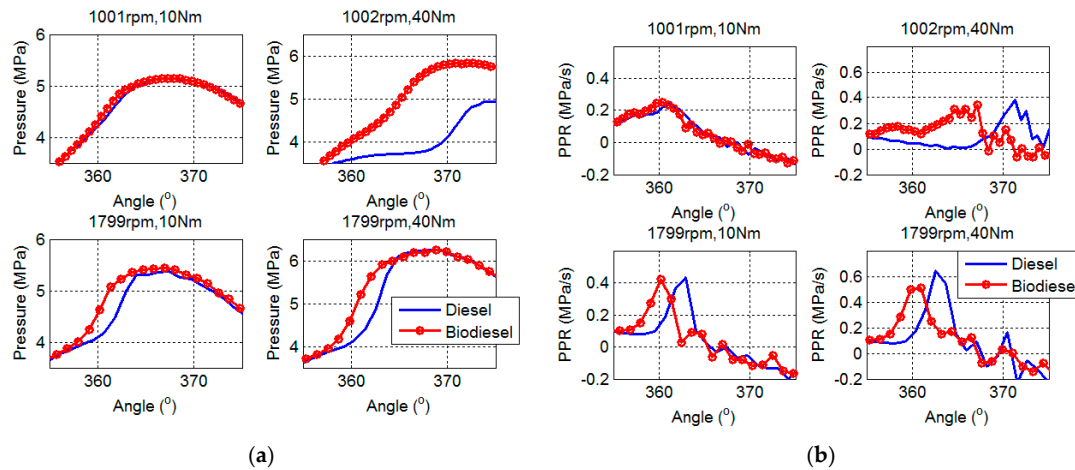 1001rpm,10Nm
1002rpm,40Nm
Pressure (MPa)
6
5
4
360
370
Angle (°)
Pressure (MPa)
6
5
4
360
370
Angle (°)
1799rpm,10Nm
1799rpm,40Nm
Pressure (MPa)
6
5
4
360
370
Angle (°)
Pressure (MPa)
6
5
4
360
370
Angle (°)
Diesel
Biodiesel
(a)
1001rpm,10Nm
1002rpm,40Nm
PPR (MPa/s)
0.4
0.2
0
-0.2
360
370
Angle (°)
PPR (MPa/s)
0.6
0.4
0.2
0
-0.2
360
370
Angle (°)
1799rpm,10Nm
1799rpm,40Nm
PPR (MPa/s)
0.6
0.4
0.2
0
-0.2
360
370
Angle (°)
PPR (MPa/s)
0.6
0.4
0.2
0
-0.2
360
370
Angle (°)
Diesel
Biodiesel
(b)